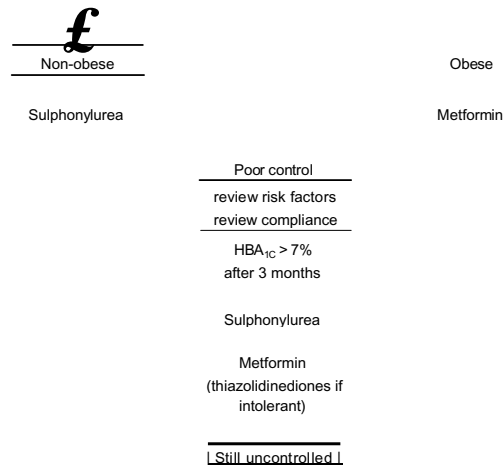 £
Non-obese
Obese
Sulphonylurea
Metformin
Poor control
review risk factors
review compliance
HBA1C > 7%
after 3 months
Sulphonylurea
Metformin
(thiazolidinediones if
intolerant)
| Still uncontrolled |